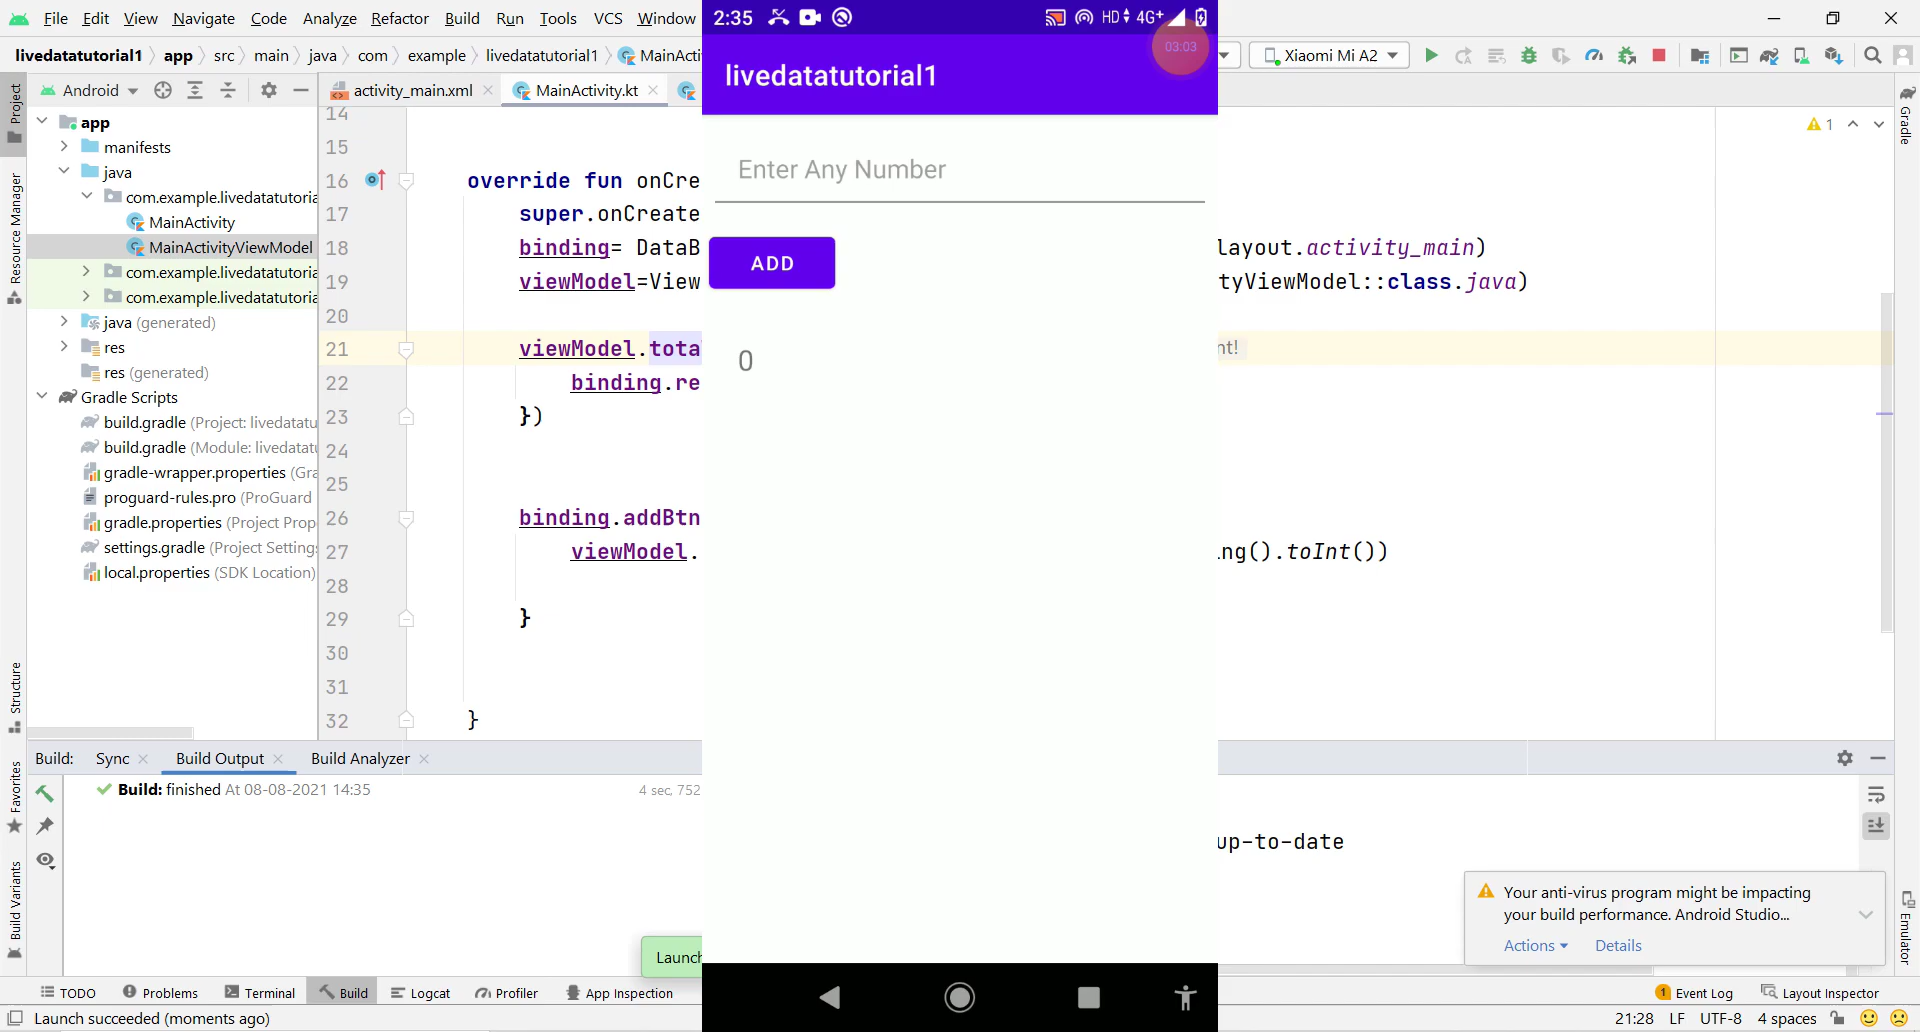 File Edit View Navigate Code Analyze Refactor Build Run Tools VCS Window
livedatatutorial1 app src main java com example livedatatutorial1 MainActi
Xiaomi Mi A2
Android
activity_main.xml
MainActivity.kt
Project
Resource Manager
Structure
Favorites
Build Variants
Gradle
Emulator
app
manifests
java
com.example.livedatatutoria
MainActivity
MainActivityViewModel
com.example.livedatatutoria
com.example.livedatatutoria
java (generated)
res
res (generated)
Gradle Scripts
build.gradle (Project: livedatatu
build.gradle (Module: livedatatu
gradle-wrapper.properties (Gra
proguard-rules.pro (ProGuard
gradle.properties (Project Prop
settings.gradle (Project Settings
local.properties (SDK Location)
1
14
15
16 override fun onCre
17 super.onCreate
18 binding= DataB layout.activity_main)
19 viewModel=View tyViewModel::class.java)
20
21 viewModel.tota nt!
22 binding.re
23 })
24
25
26 binding.addBtn
27 viewModel. ng().toInt())
28
29 }
30
31
32 }
2:35
HD 4G+
03:03
livedatatutorial1
Enter Any Number
ADD
0
Build: Sync Build Output Build Analyzer
Build: finished At 08-08-2021 14:35
4 sec, 752
up-to-date
Your anti-virus program might be impacting
your build performance. Android Studio...
Actions Details
Launch
TODO Problems Terminal Build Logcat Profiler App Inspection
1 Event Log Layout Inspector
Launch succeeded (moments ago)
21:28 LF UTF-8 4 spaces